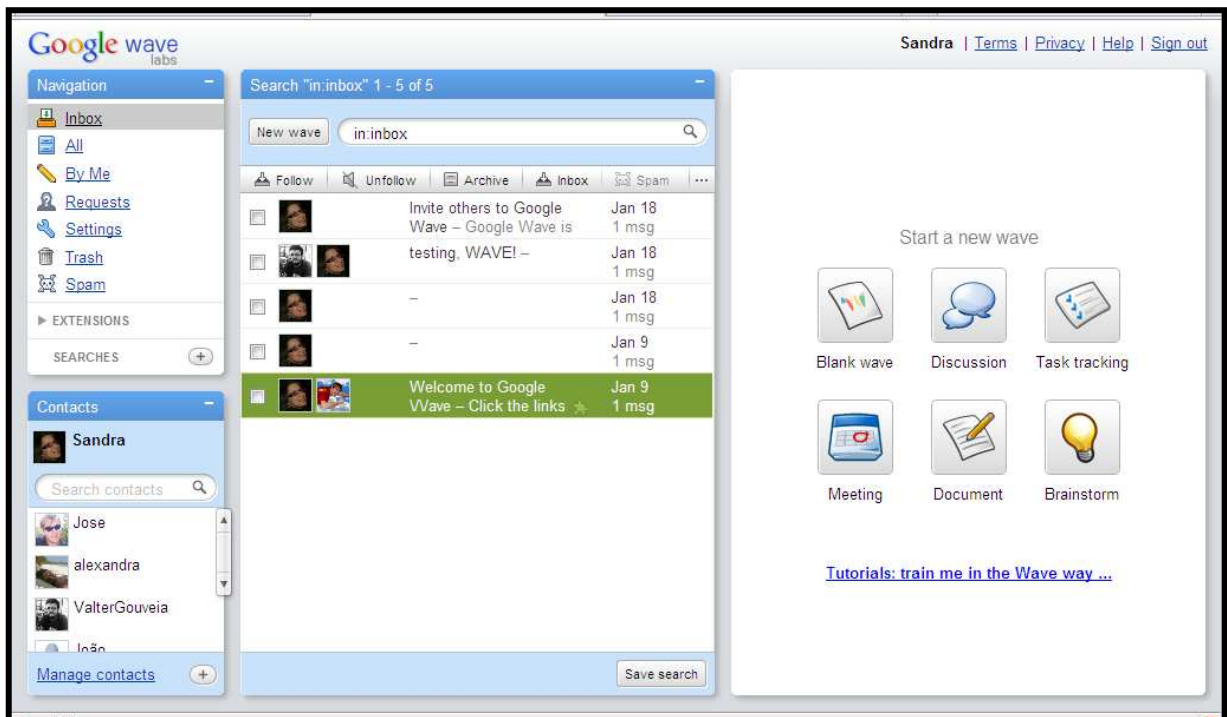 Google wave
labs
Sandra | Terms | Privacy | Help | Sign out
Navigation
Inbox
All
By Me
Requests
Settings
Trash
Spam
EXTENSIONS
SEARCHES
Contacts
Sandra
Search contacts
Jose
alexandra
ValterGouveia
João
Manage contacts
Search "in:inbox" 1 - 5 of 5
New wave
in:inbox
Follow Unfollow Archive Inbox Spam ...
Invite others to Google Jan 18
Wave – Google Wave is 1 msg
testing, WAVE! – Jan 18
1 msg
– Jan 18
1 msg
– Jan 9
1 msg
Welcome to Google Jan 9
Wave – Click the links 1 msg
Save search
Start a new wave
Blank wave Discussion Task tracking
Meeting Document Brainstorm
Tutorials: train me in the Wave way ...